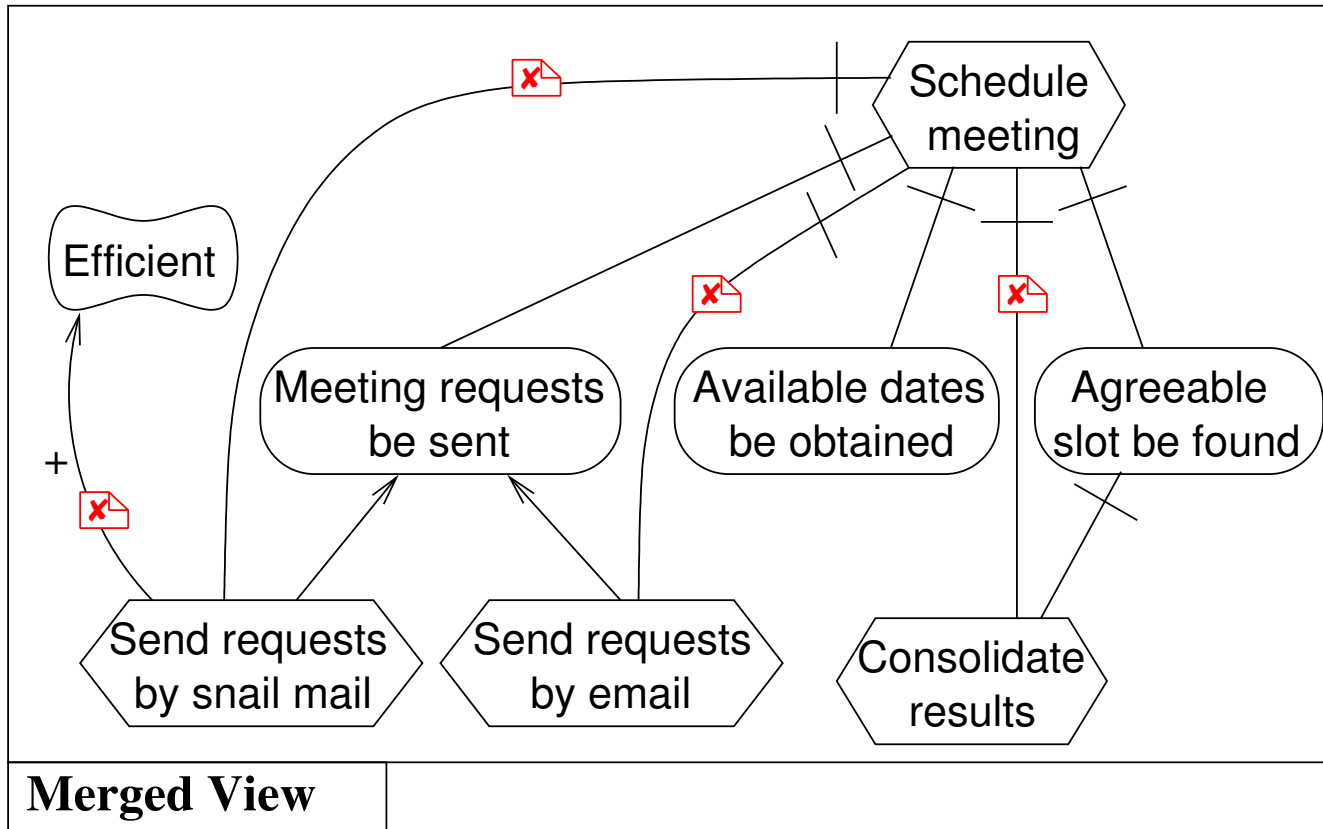 Schedule
meeting
Efficient
Meeting requests
be sent
Available dates
be obtained
Agreeable
slot be found
+
Send requests
by snail mail
Send requests
by email
Consolidate
results
Merged View